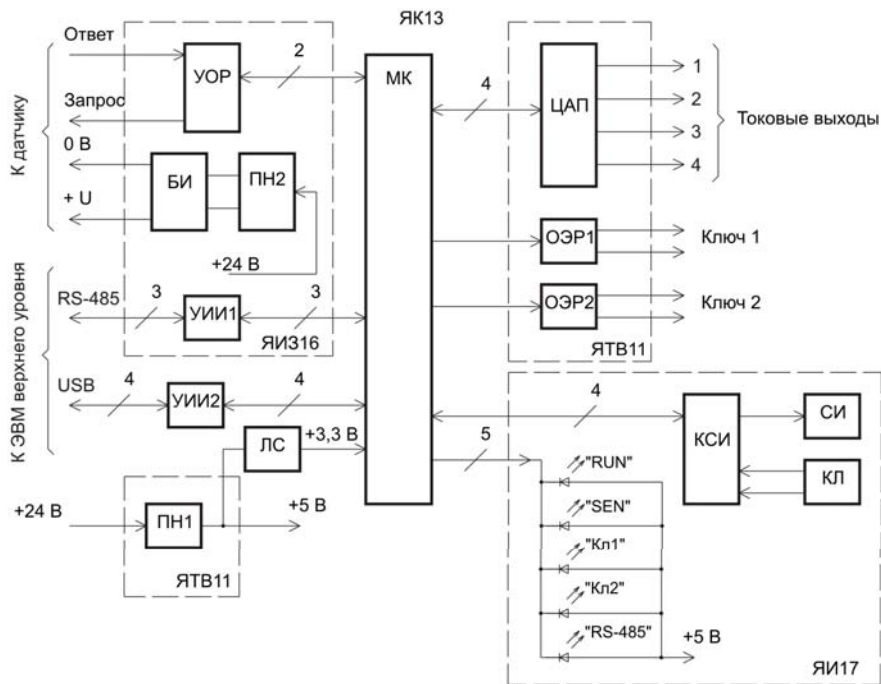 ЯК13
Ответ
УОР
2
МК
4
ЦАП
1
2
3
4
Токовые выходы
К датчику
Запрос
0 В
+ U
БИ
ПН2
+24 В
ОЭР1
Ключ 1
ОЭР2
Ключ 2
ЯТВ11
К ЭВМ верхнего уровня
RS-485
3
УИИ1
3
ЯИЗ16
USB
4
УИИ2
4
ЛС
+3,3 В
+24 В
ПН1
+5 В
ЯТВ11
4
5
КСИ
СИ
КЛ
"RUN"
"SEN"
"Кл1"
"Кл2"
"RS-485"
+5 В
ЯИ17